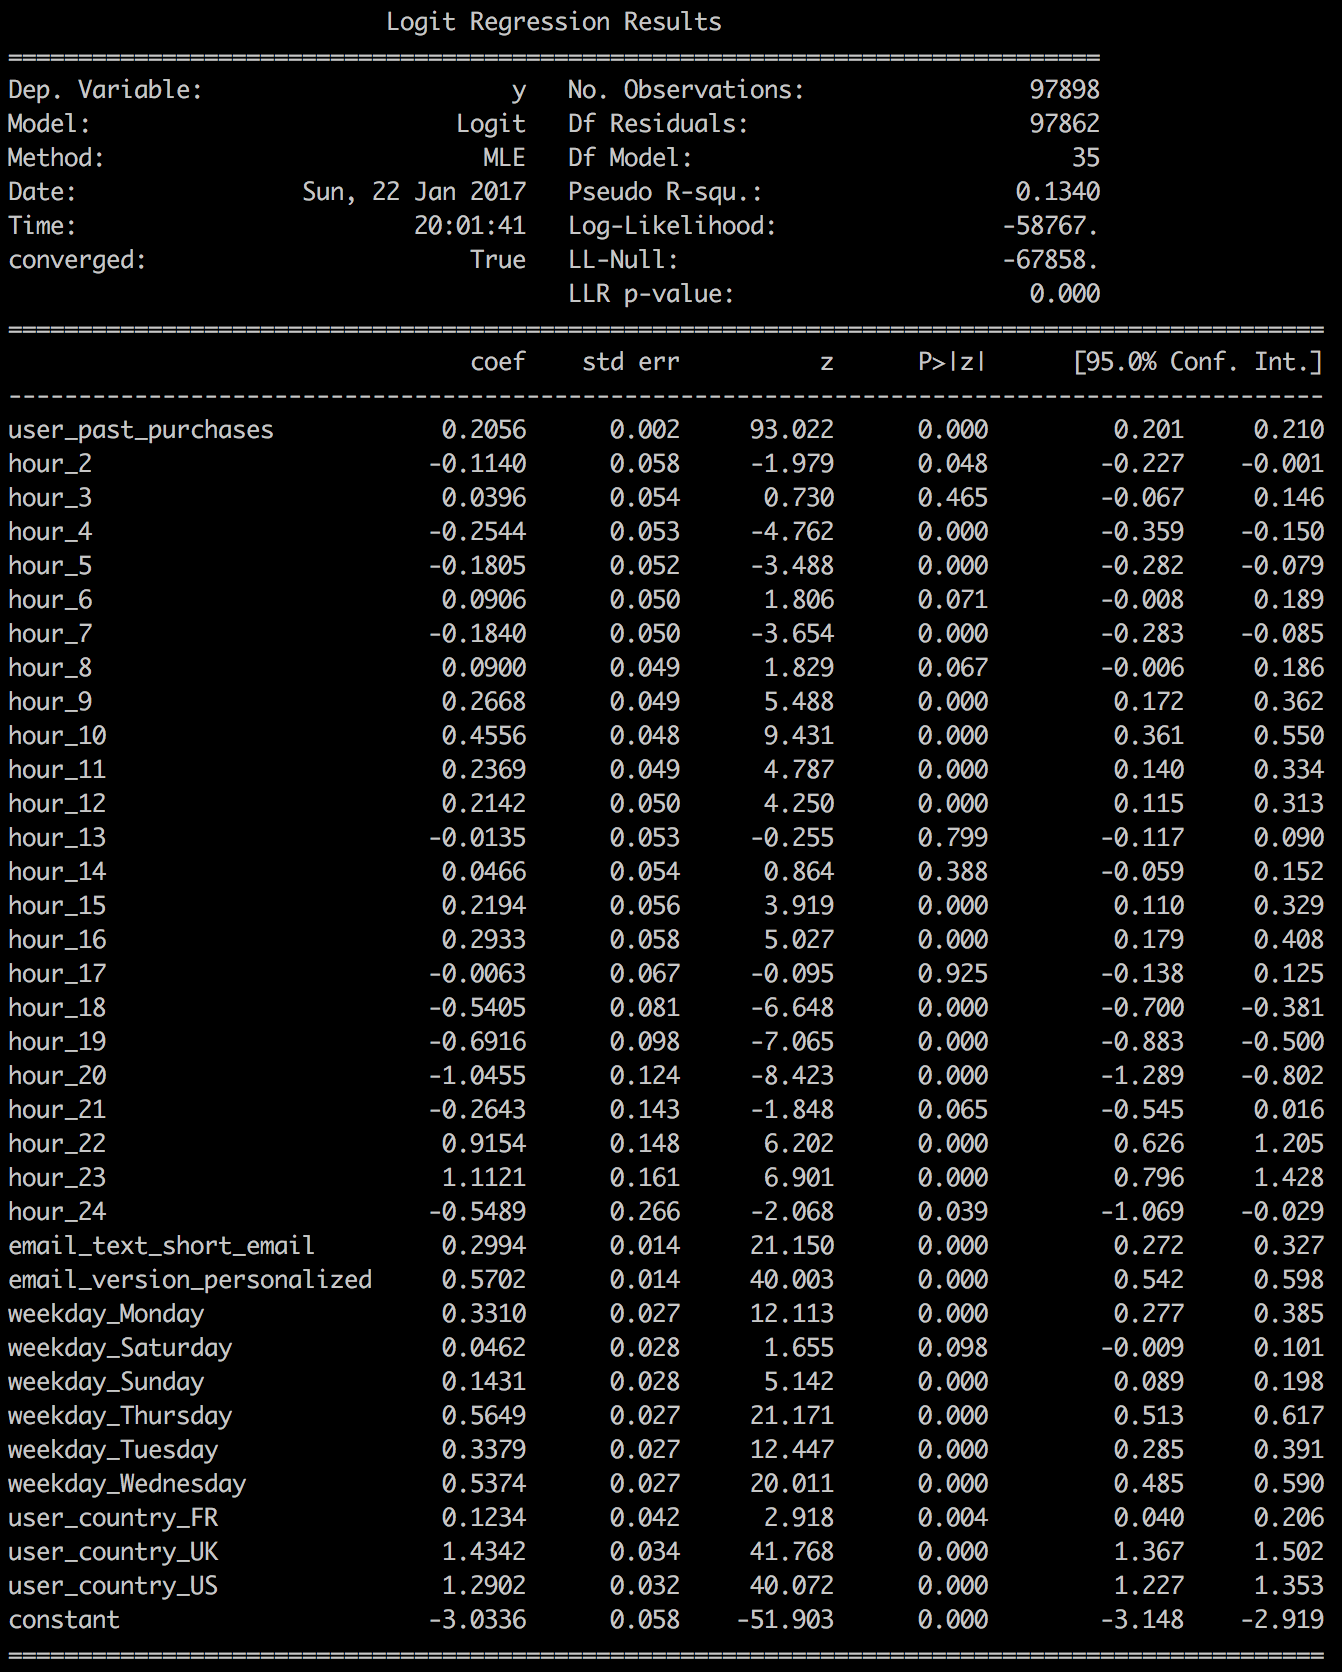 Logit Regression Results
==============================================================================
Dep. Variable: y No. Observations: 97898
Model: Logit Df Residuals: 97862
Method: MLE Df Model: 35
Date: Sun, 22 Jan 2017 Pseudo R-squ.: 0.1340
Time: 20:01:41 Log-Likelihood: -58767.
converged: True LL-Null: -67858.
LLR p-value: 0.000
==============================================================================================
coef std err z P>|z| [95.0% Conf. Int.]
----------------------------------------------------------------------------------------------
user_past_purchases 0.2056 0.002 93.022 0.000 0.201 0.210
hour_2 -0.1140 0.058 -1.979 0.048 -0.227 -0.001
hour_3 0.0396 0.054 0.730 0.465 -0.067 0.146
hour_4 -0.2544 0.053 -4.762 0.000 -0.359 -0.150
hour_5 -0.1805 0.052 -3.488 0.000 -0.282 -0.079
hour_6 0.0906 0.050 1.806 0.071 -0.008 0.189
hour_7 -0.1840 0.050 -3.654 0.000 -0.283 -0.085
hour_8 0.0900 0.049 1.829 0.067 -0.006 0.186
hour_9 0.2668 0.049 5.488 0.000 0.172 0.362
hour_10 0.4556 0.048 9.431 0.000 0.361 0.550
hour_11 0.2369 0.049 4.787 0.000 0.140 0.334
hour_12 0.2142 0.050 4.250 0.000 0.115 0.313
hour_13 -0.0135 0.053 -0.255 0.799 -0.117 0.090
hour_14 0.0466 0.054 0.864 0.388 -0.059 0.152
hour_15 0.2194 0.056 3.919 0.000 0.110 0.329
hour_16 0.2933 0.058 5.027 0.000 0.179 0.408
hour_17 -0.0063 0.067 -0.095 0.925 -0.138 0.125
hour_18 -0.5405 0.081 -6.648 0.000 -0.700 -0.381
hour_19 -0.6916 0.098 -7.065 0.000 -0.883 -0.500
hour_20 -1.0455 0.124 -8.423 0.000 -1.289 -0.802
hour_21 -0.2643 0.143 -1.848 0.065 -0.545 0.016
hour_22 0.9154 0.148 6.202 0.000 0.626 1.205
hour_23 1.1121 0.161 6.901 0.000 0.796 1.428
hour_24 -0.5489 0.266 -2.068 0.039 -1.069 -0.029
email_text_short_email 0.2994 0.014 21.150 0.000 0.272 0.327
email_version_personalized 0.5702 0.014 40.003 0.000 0.542 0.598
weekday_Monday 0.3310 0.027 12.113 0.000 0.277 0.385
weekday_Saturday 0.0462 0.028 1.655 0.098 -0.009 0.101
weekday_Sunday 0.1431 0.028 5.142 0.000 0.089 0.198
weekday_Thursday 0.5649 0.027 21.171 0.000 0.513 0.617
weekday_Tuesday 0.3379 0.027 12.447 0.000 0.285 0.391
weekday_Wednesday 0.5374 0.027 20.011 0.000 0.485 0.590
user_country_FR 0.1234 0.042 2.918 0.004 0.040 0.206
user_country_UK 1.4342 0.034 41.768 0.000 1.367 1.502
user_country_US 1.2902 0.032 40.072 0.000 1.227 1.353
constant -3.0336 0.058 -51.903 0.000 -3.148 -2.919
==============================================================================================